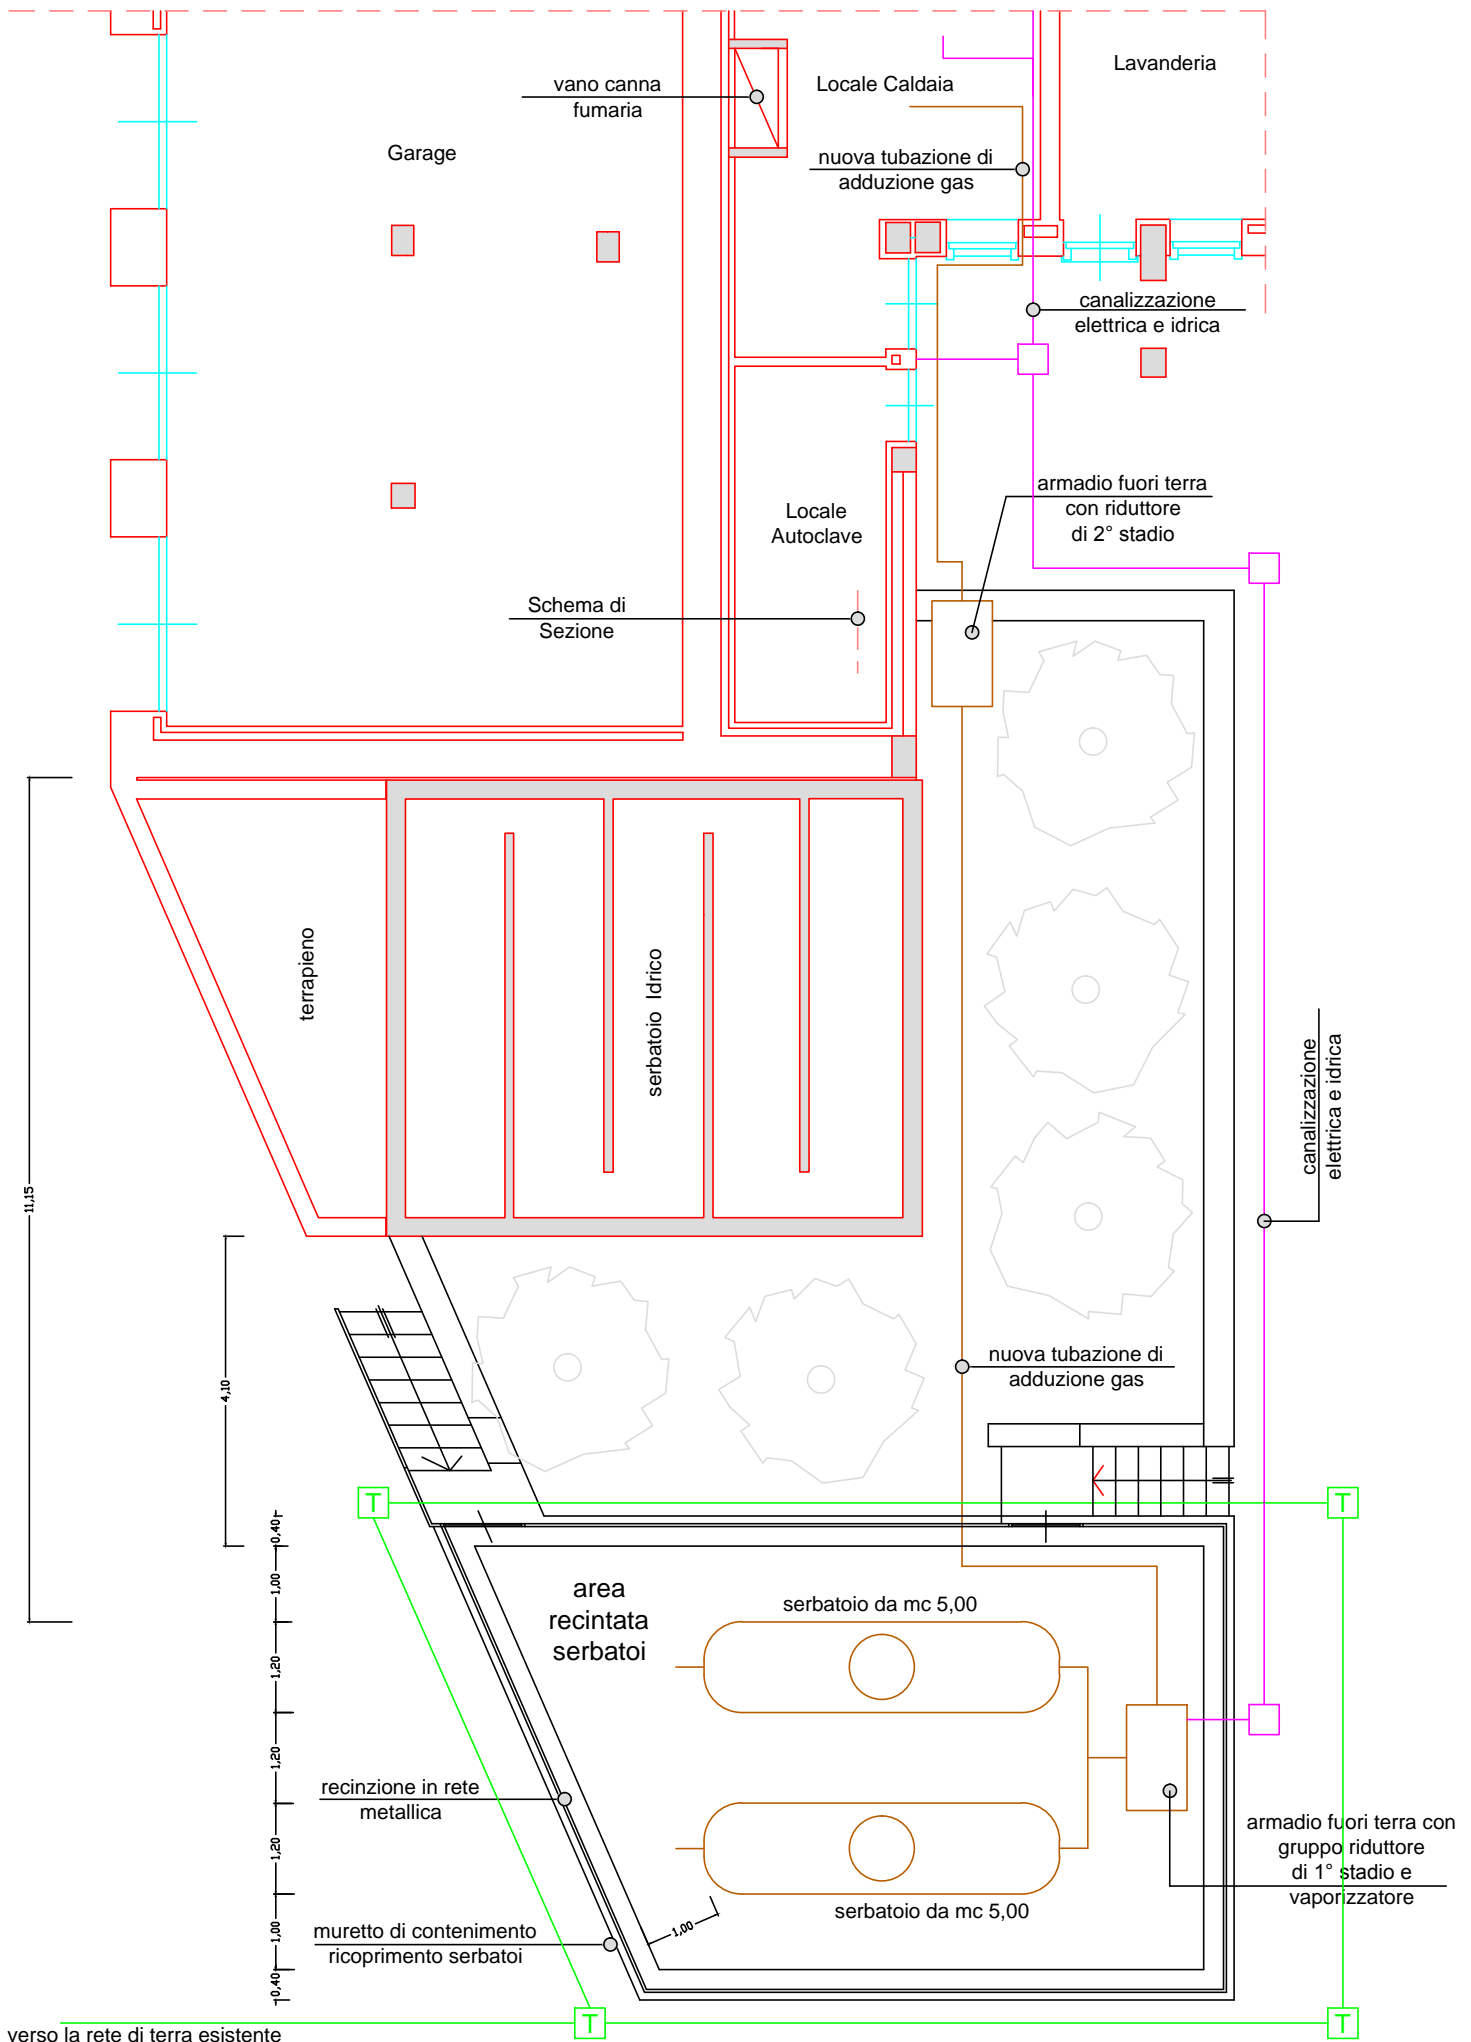 vano canna
fumaria
Locale Caldaia
Lavanderia
Garage
nuova tubazione di
adduzione gas
canalizzazione
elettrica e idrica
armadio fuori terra
con riduttore
di 2° stadio
Locale
Autoclave
Schema di
Sezione
terrapieno
serbatoio Idrico
canalizzazione
elettrica e idrica
11,15
4,10
nuova tubazione di
adduzione gas
T
T
0,40
1,00
1,20
1,20
1,20
1,00
0,40
area
recintata
serbatoi
serbatoio da mc 5,00
recinzione in rete
metallica
armadio fuori terra con
gruppo riduttore
di 1° stadio e
vaporizzatore
serbatoio da mc 5,00
1,00
muretto di contenimento
ricoprimento serbatoi
T
T
verso la rete di terra esistente